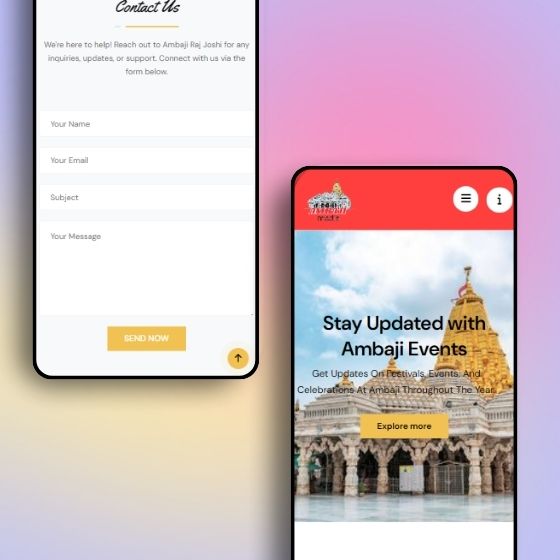 Contact Us
We're here to help! Reach out to Ambaji Raj Joshi for any
inquiries, updates, or support. Connect with us via the
form below.
Your Name
Your Email
Subject
Your Message
SEND NOW
Stay Updated with
Ambaji Events
Get Updates On Festivals, Events, And
Celebrations At Ambaji Throughout The Year.
Explore more